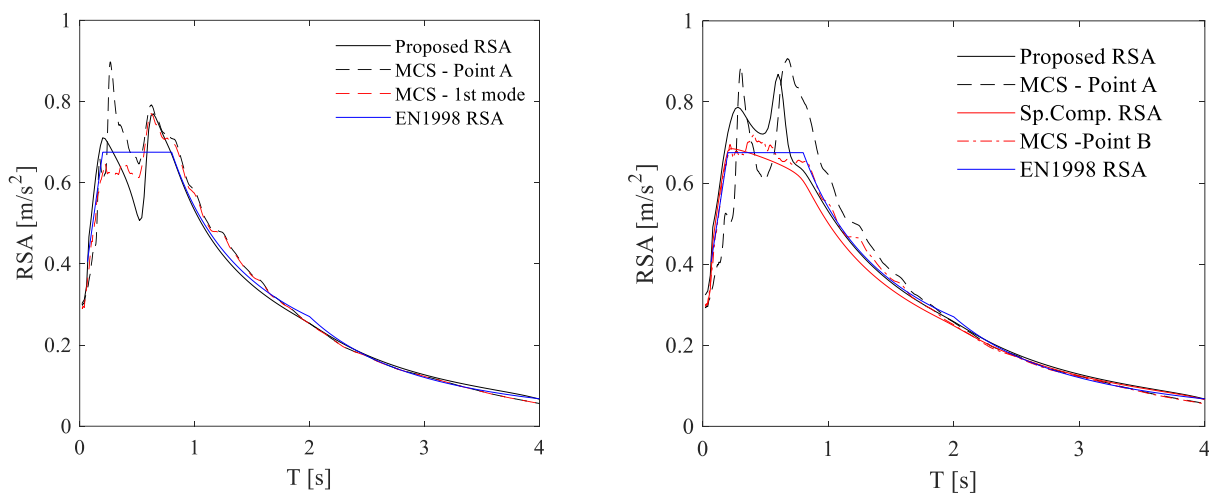 1
0.8
0.6
0.4
0.2
0
RSA [m/s²]
Proposed RSA
MCS - Point A
MCS - 1st mode
EN1998 RSA
0 1 2 3 4
T [s]
1
0.8
0.6
0.4
0.2
0
RSA [m/s²]
Proposed RSA
MCS - Point A
Sp.Comp. RSA
MCS -Point B
EN1998 RSA
0 1 2 3 4
T [s]